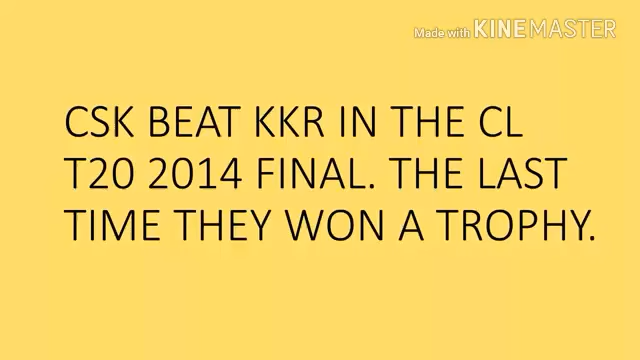 Made with KINEMASTER
CSK BEAT KKR IN THE CL
T20 2014 FINAL. THE LAST
TIME THEY WON A TROPHY.